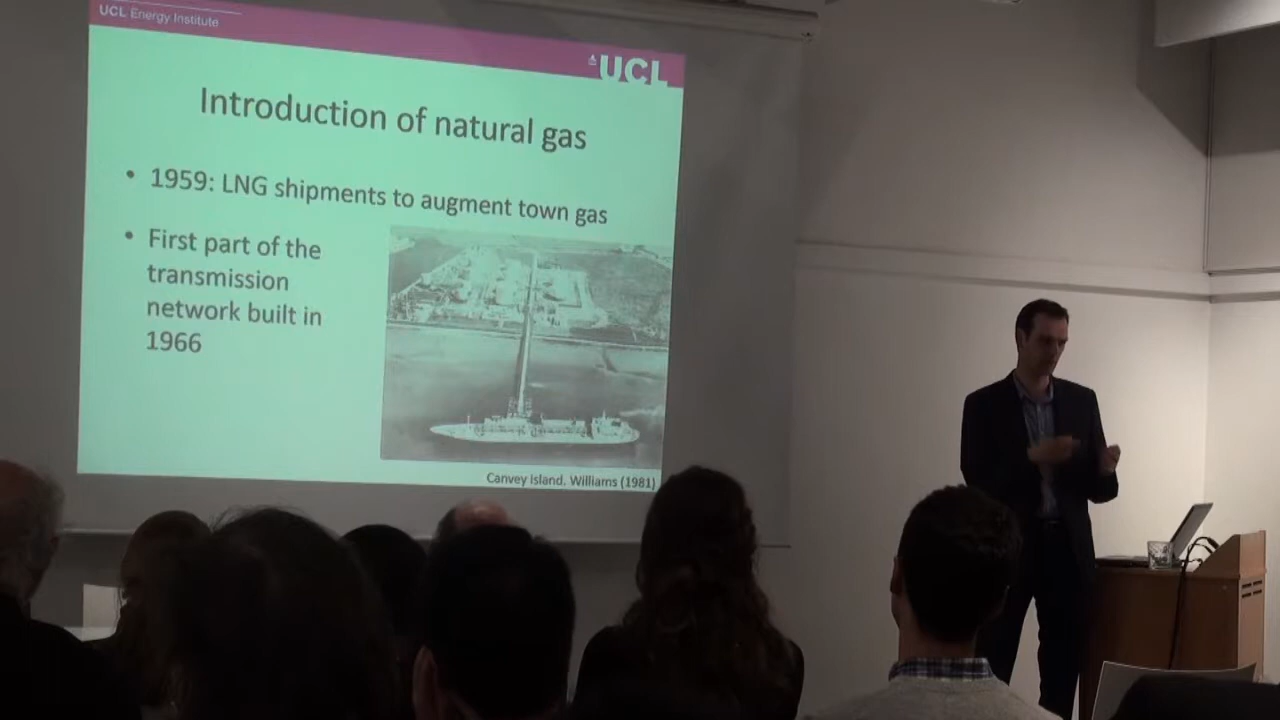 UCL Energy Institute
UCL
Introduction of natural gas
• 1959: LNG shipments to augment town gas
• First part of the
transmission
network built in
1966
Canvey Island. Williams (1981)